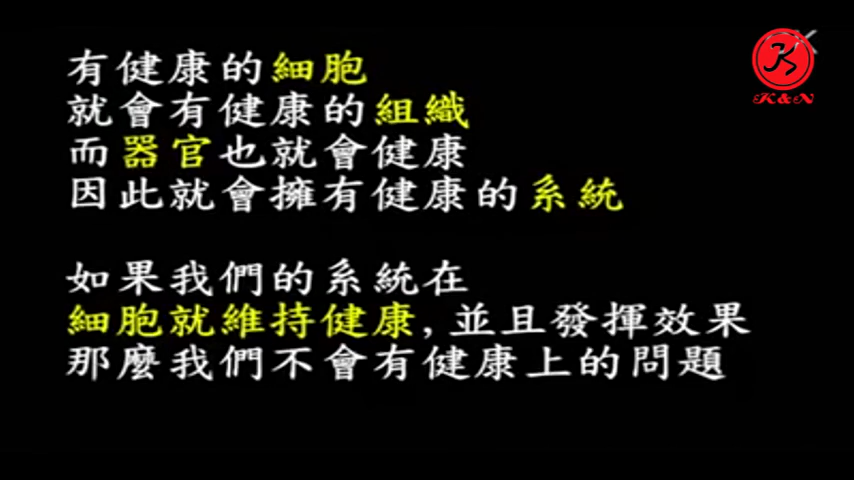 有健康的細胞
就會有健康的組織
而器官也就會健康
因此就會擁有健康的系統
如果我們的系統在
細胞就維持健康，並且發揮效果
那麼我們不會有健康上的問題
K&N